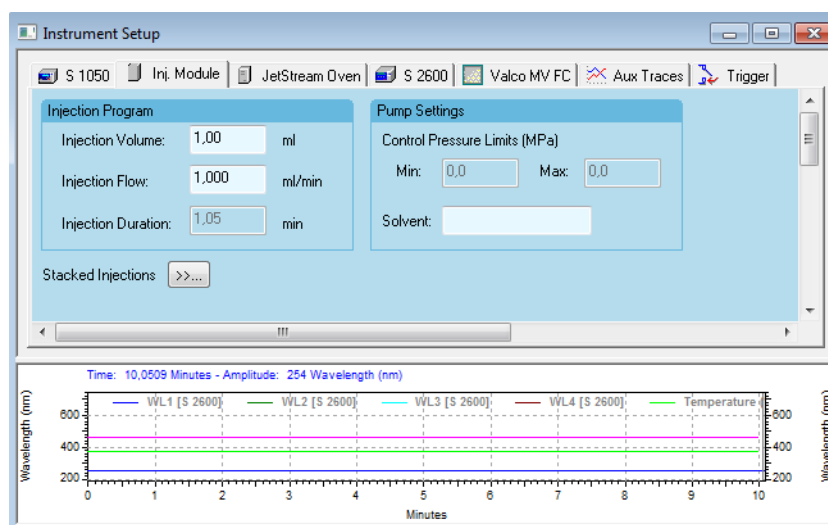 Instrument Setup
S 1050 Inj. Module JetStream Oven S 2600 Valco MV FC Aux Traces Trigger
Injection Program
Injection Volume: 1,00 ml
Injection Flow: 1,000 ml/min
Injection Duration: 1,05 min
Pump Settings
Control Pressure Limits (MPa)
Min: 0,0 Max: 0,0
Solvent:
Stacked Injections >>...
Time: 10,0509 Minutes - Amplitude: 254 Wavelength (nm)
WL1 [S 2600] WL2 [S 2600] WL3 [S 2600] WL4 [S 2600] Temperature
Wavelength (nm)
600
400
200
600
400
200
Wavelength (nm)
0 1 2 3 4 5 6 7 8 9 10
Minutes